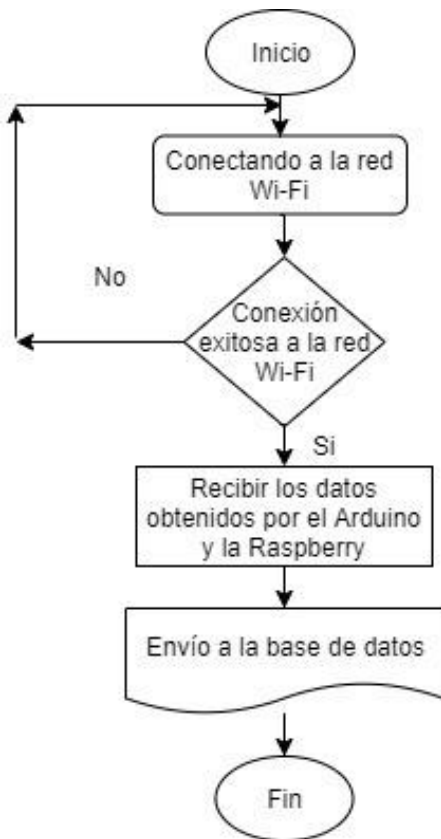 Inicio
Conectando a la red
Wi-Fi
No
Conexión
exitosa a la red
Wi-Fi
Si
Recibir los datos
obtenidos por el Arduino
y la Raspberry
Envío a la base de datos
Fin